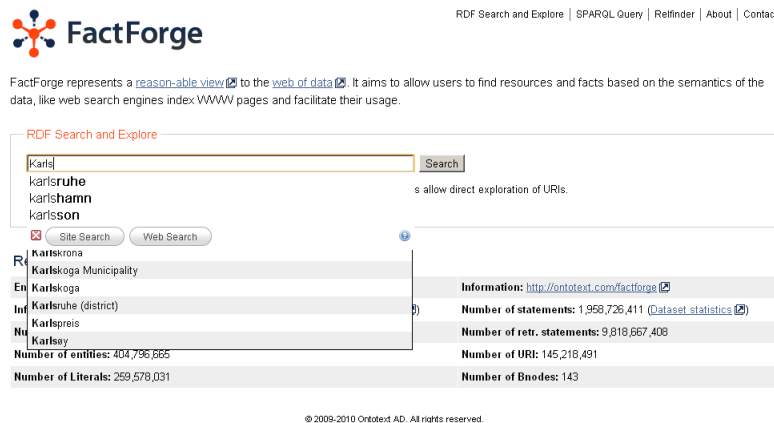 RDF Search and Explore | SPARQL Query | Relfinder | About | Contac
FactForge
FactForge represents a reason-able view to the web of data. It aims to allow users to find resources and facts based on the semantics of the
data, like web search engines index WWW pages and facilitate their usage.
RDF Search and Explore
Karls
Search
karlsruhe
karlshamn
karlsson
s allow direct exploration of URIs.
Site Search
Web Search
Karlskrona
Karlskoga Municipality
Karlskoga
Karlsruhe (district)
Karlspreis
Karlsøy
Information: http://ontotext.com/factforge
Number of statements: 1,958,726,411 (Dataset statistics)
Number of retr. statements: 9,818,667,408
Number of entities: 404,796,665
Number of URI: 145,218,491
Number of Literals: 259,578,031
Number of Bnodes: 143
© 2009-2010 Ontotext AD. All rights reserved.